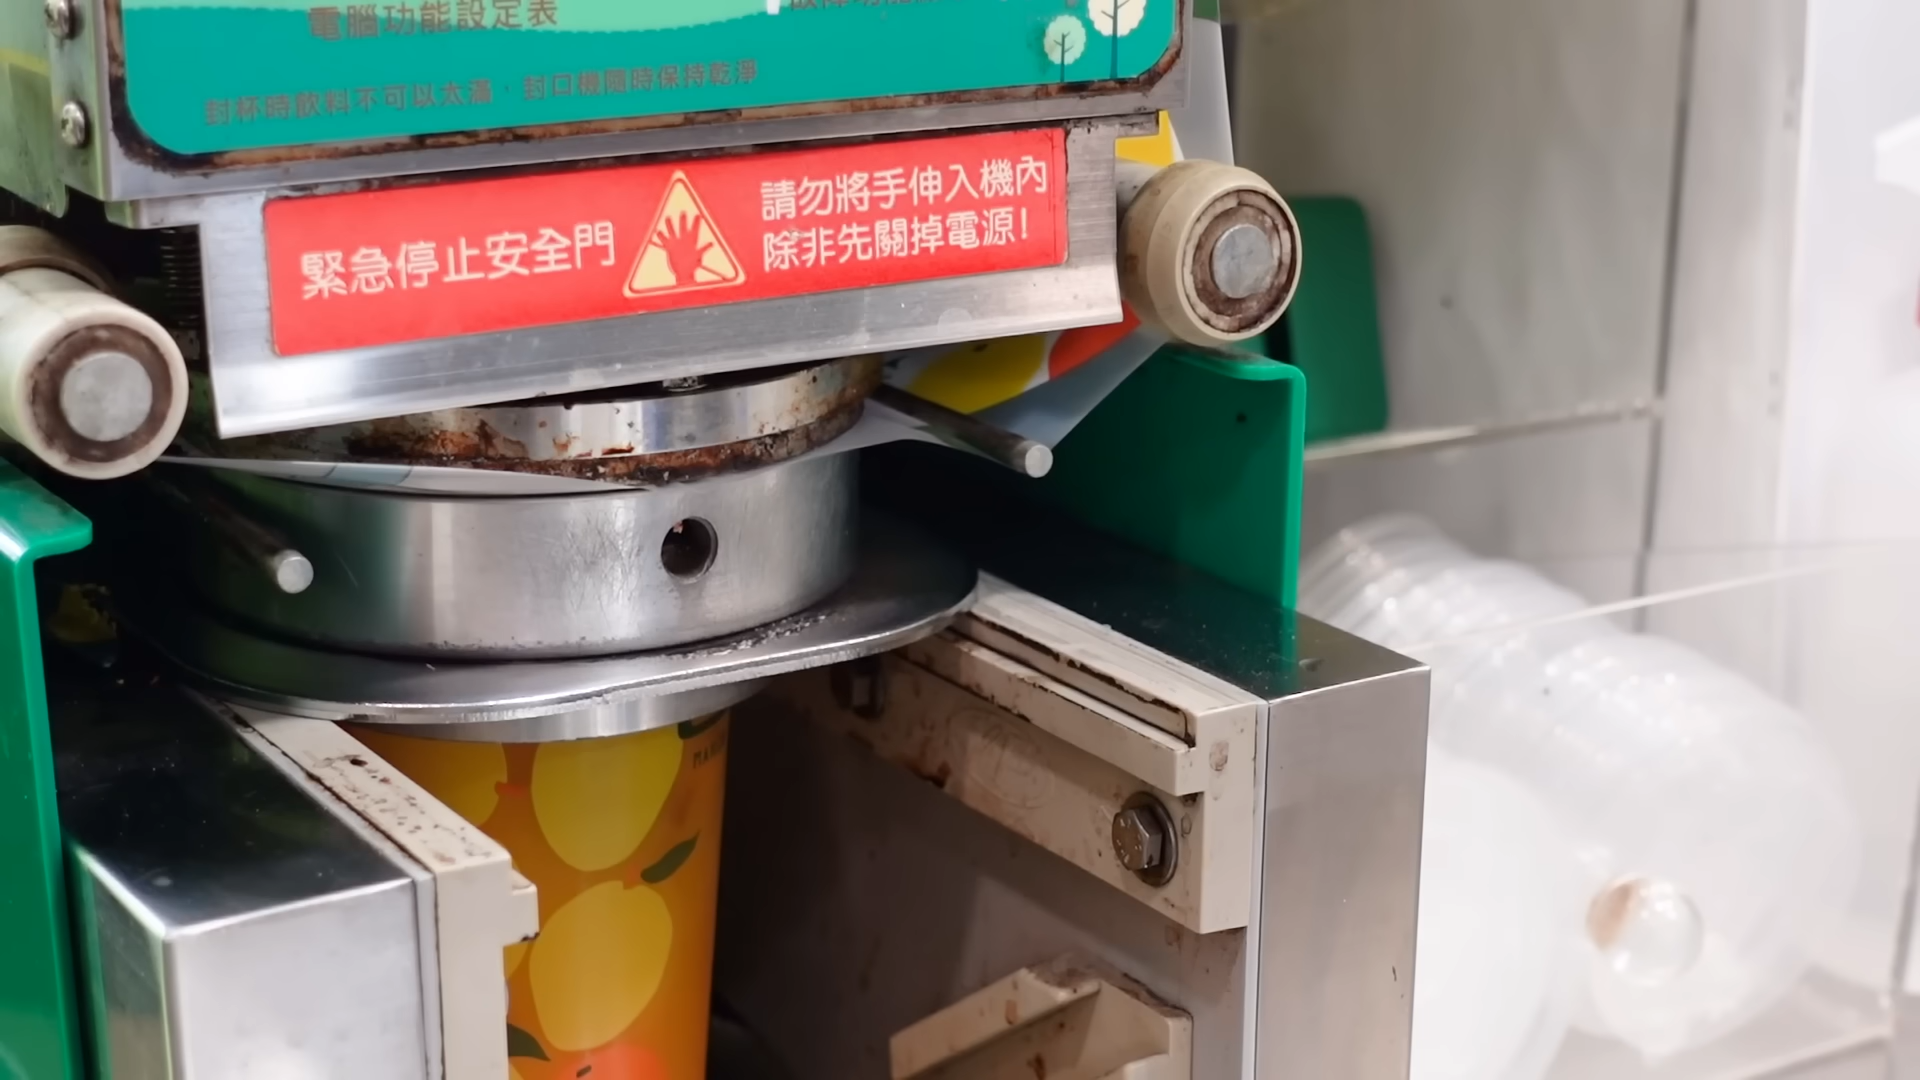 電腦功能設定表
封杯時飲料不可以太滿，封口機隨時保持乾淨
緊急停止安全門
請勿將手伸入機內
除非先關掉電源!